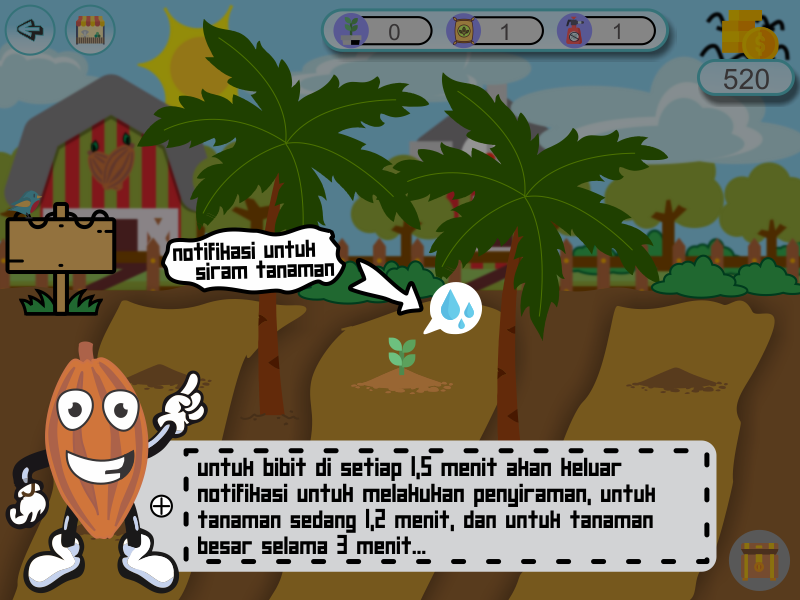 0
1
1
520
notifikasi untuk
siram tanaman
untuk bibit di setiap 1,5 menit akan keluar
notifikasi untuk melakukan penyiraman, untuk
tanaman sedang 1,2 menit, dan untuk tanaman
besar selama 3 menit...